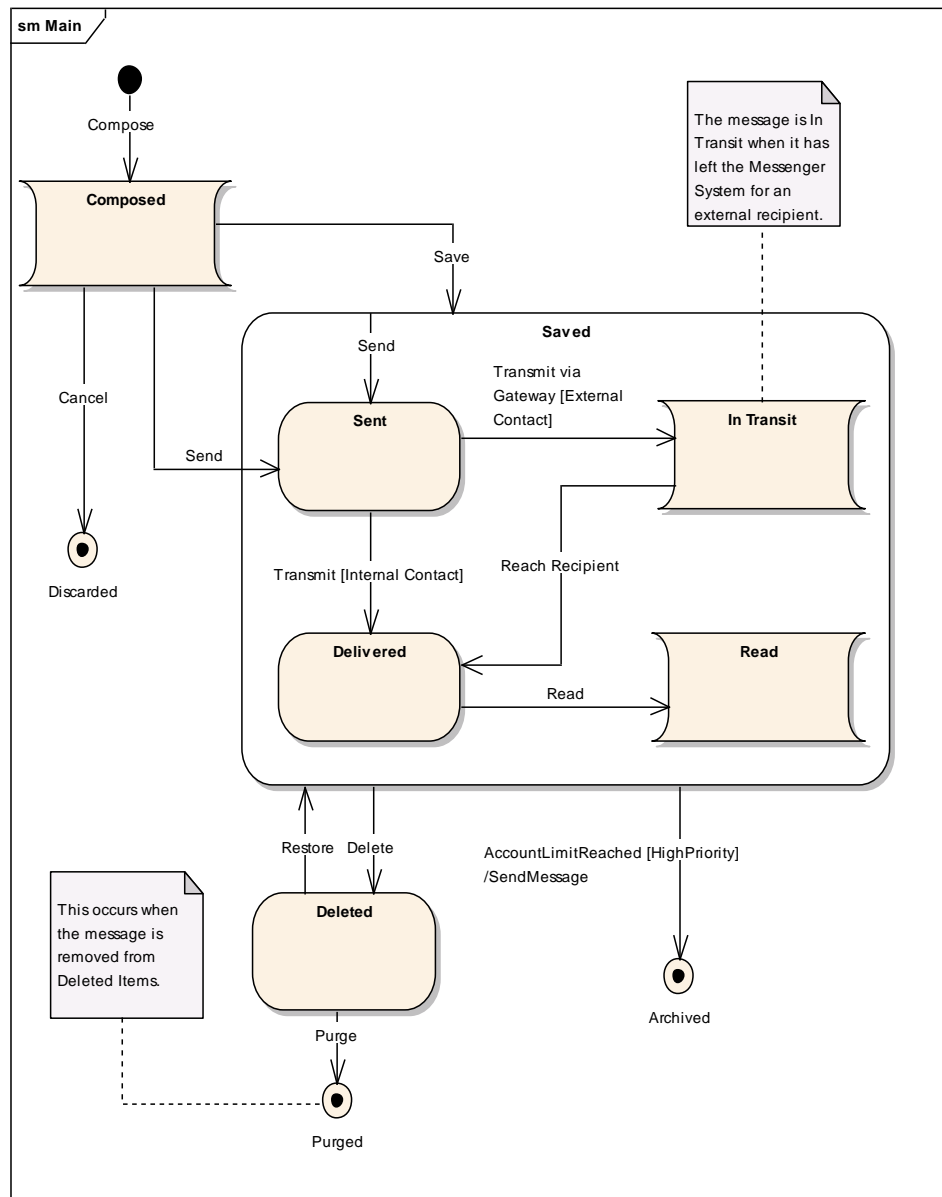 sm Main
Compose
The message is In
Transit when it has
left the Messenger
System for an
external recipient.
Composed
Save
Saved
Send
Transmit via
Gateway [External
Contact]
Cancel
Sent
In Transit
Send
Transmit [Internal Contact]
Reach Recipient
Discarded
Delivered
Read
Read
Restore
Delete
AccountLimitReached [HighPriority]
/SendMessage
This occurs when
the message is
removed from
Deleted Items.
Deleted
Archived
Purge
Purged